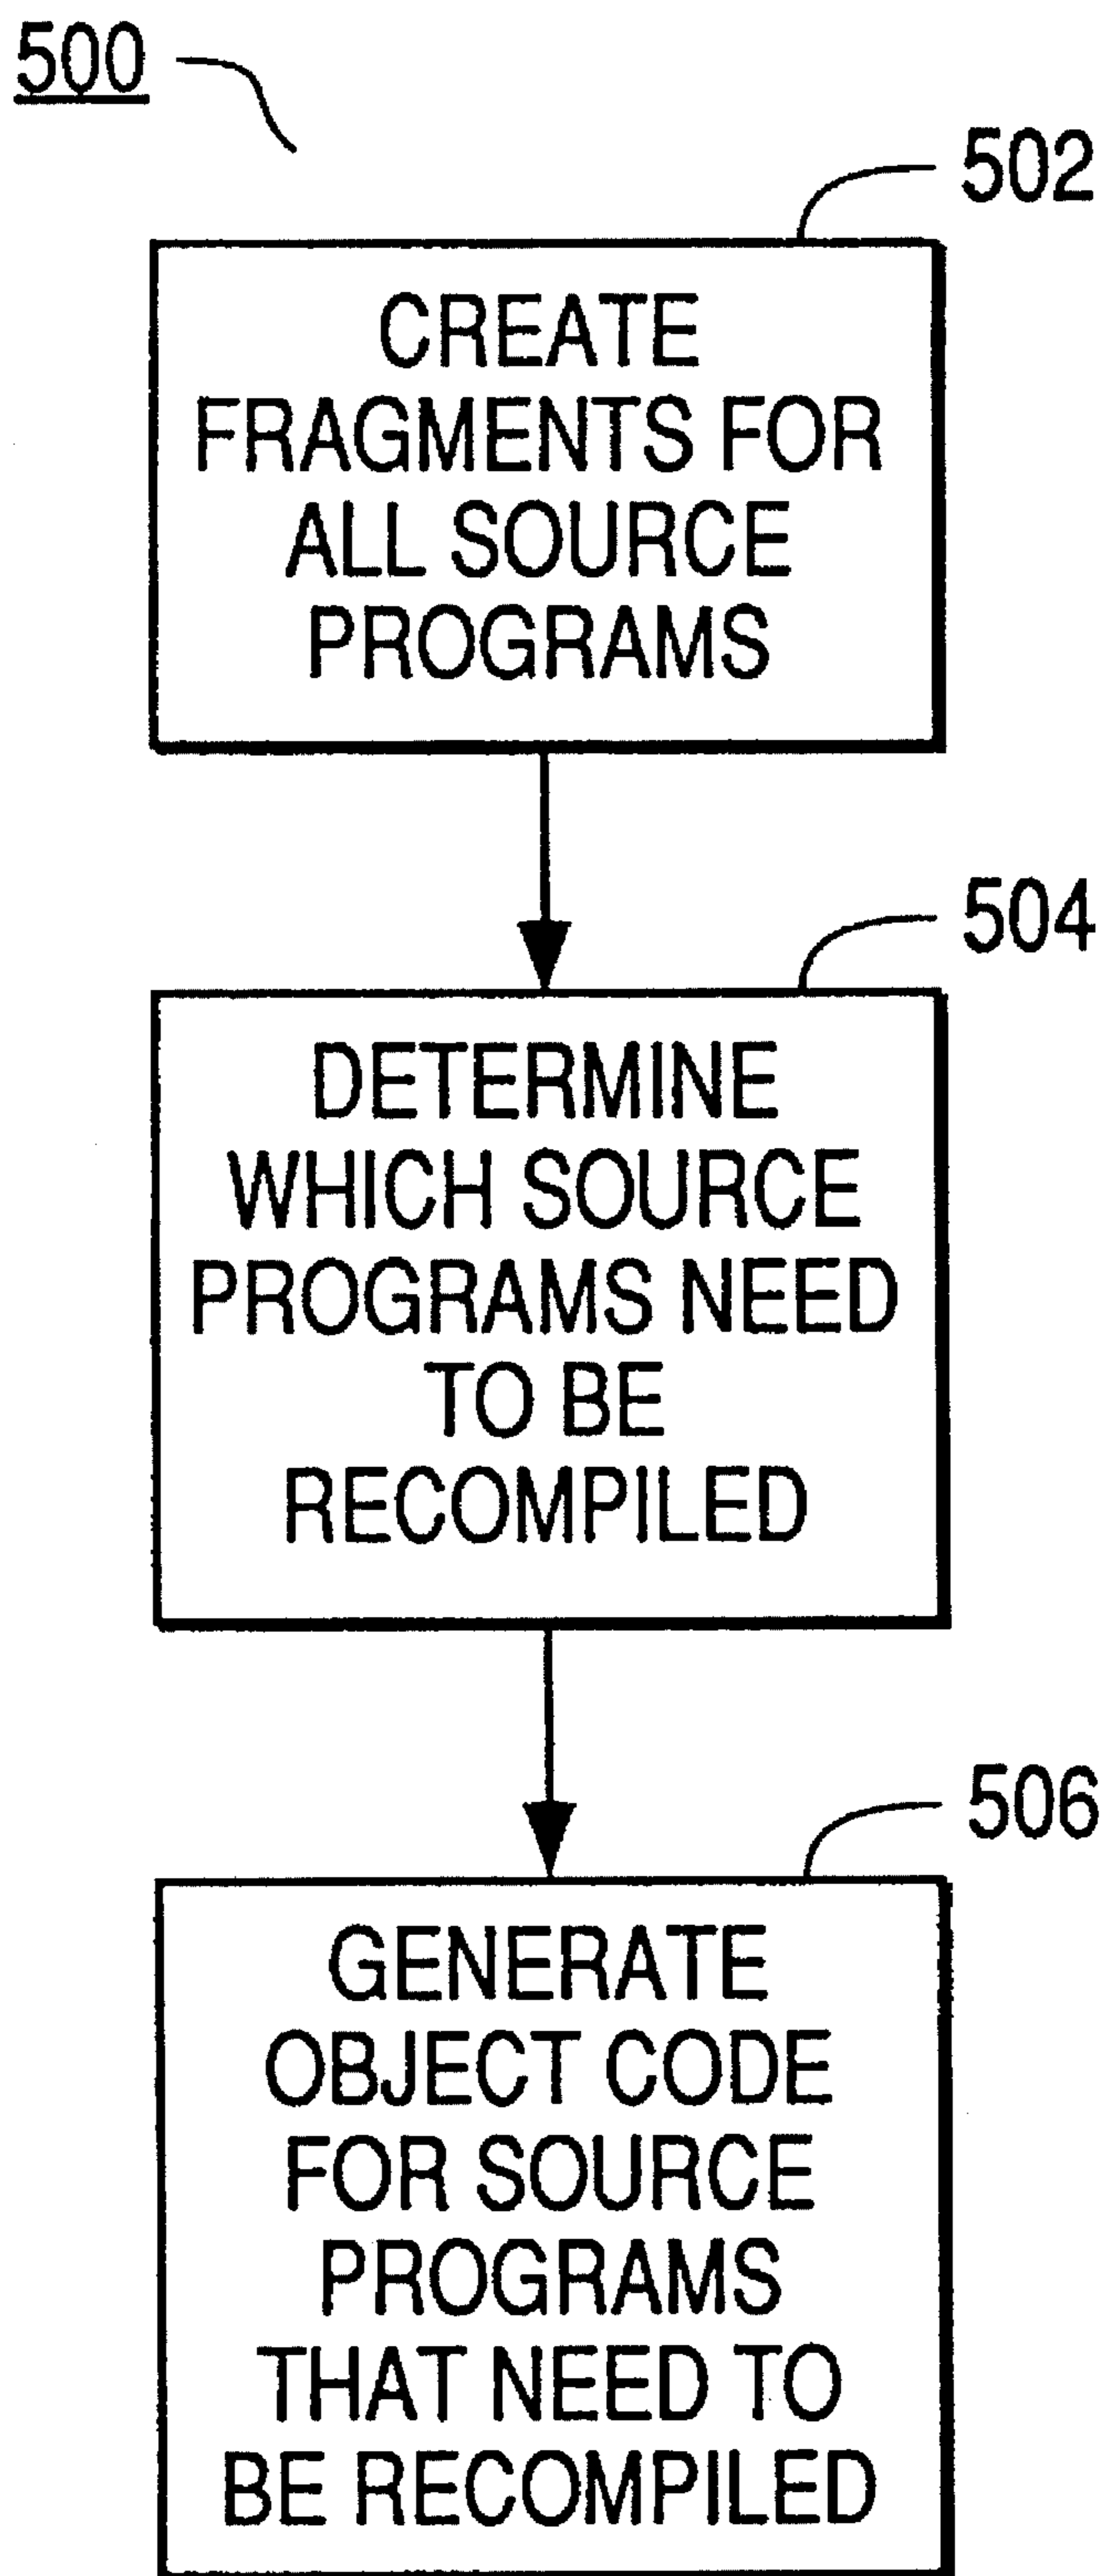 500
502
CREATE
FRAGMENTS FOR
ALL SOURCE
PROGRAMS
504
DETERMINE
WHICH SOURCE
PROGRAMS NEED
TO BE
RECOMPILED
506
GENERATE
OBJECT CODE
FOR SOURCE
PROGRAMS
THAT NEED TO
BE RECOMPILED